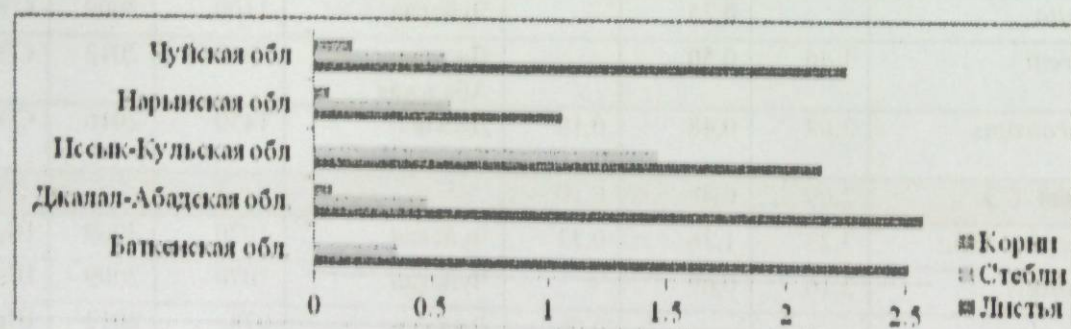 Чуйская обл
Нарынская обл
Иссык-Кульская обл
Джалал-Абадская обл.
Баткенская обл.
0 0.5 1 1.5 2 2.5
Корни
Стебли
Листья